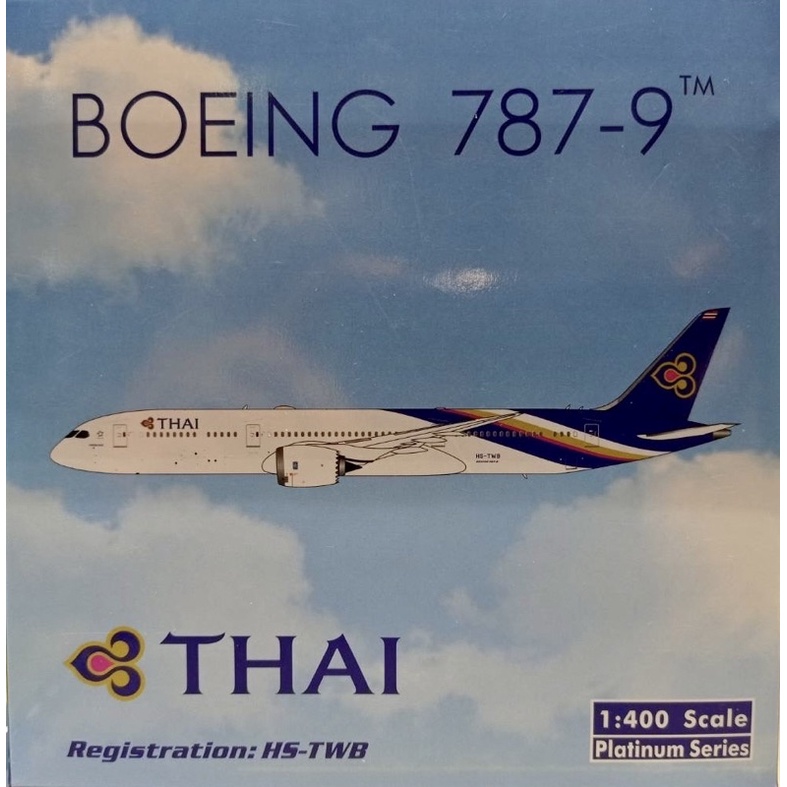 BOEING 787-9™
THAI
HS-TWB
THAI
1:400 Scale
Registration: HS-TWB
Platinum Series